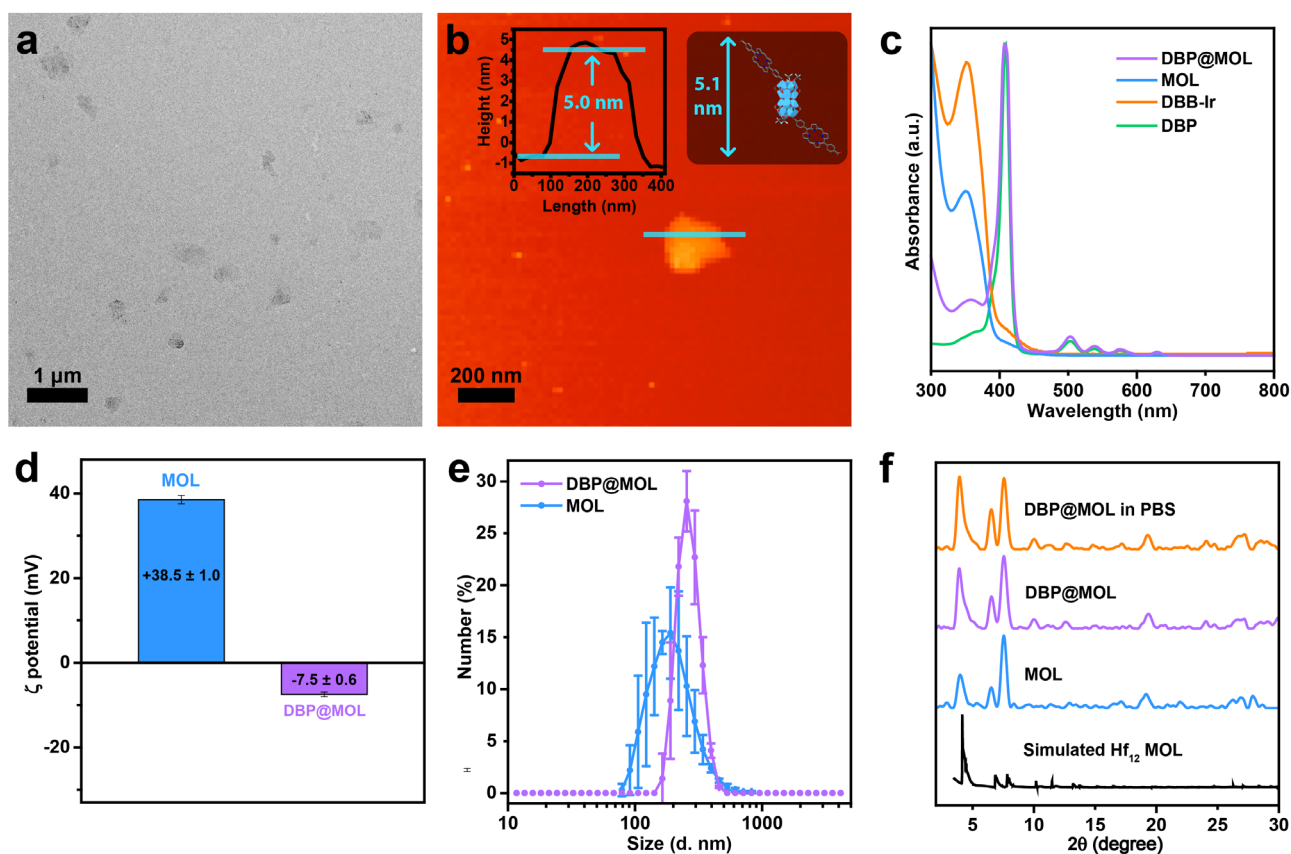 a
1 µm
b
Height (nm)
5
4
3
2
1
0
-1
5.0 nm
0 100 200 300 400
Length (nm)
5.1
nm
200 nm
c
Absorbance (a.u.)
DBP@MOL
MOL
DBB-Ir
DBP
300 400 500 600 700 800
Wavelength (nm)
d
ζ potential (mV)
40
20
0
-20
MOL
+38.5 ± 1.0
-7.5 ± 0.6
DBP@MOL
e
Number (%)
30
25
20
15
10
5
0
DBP@MOL
MOL
10 100 1000
Size (d. nm)
f
DBP@MOL in PBS
DBP@MOL
MOL
Simulated Hf12 MOL
5 10 15 20 25 30
2θ (degree)